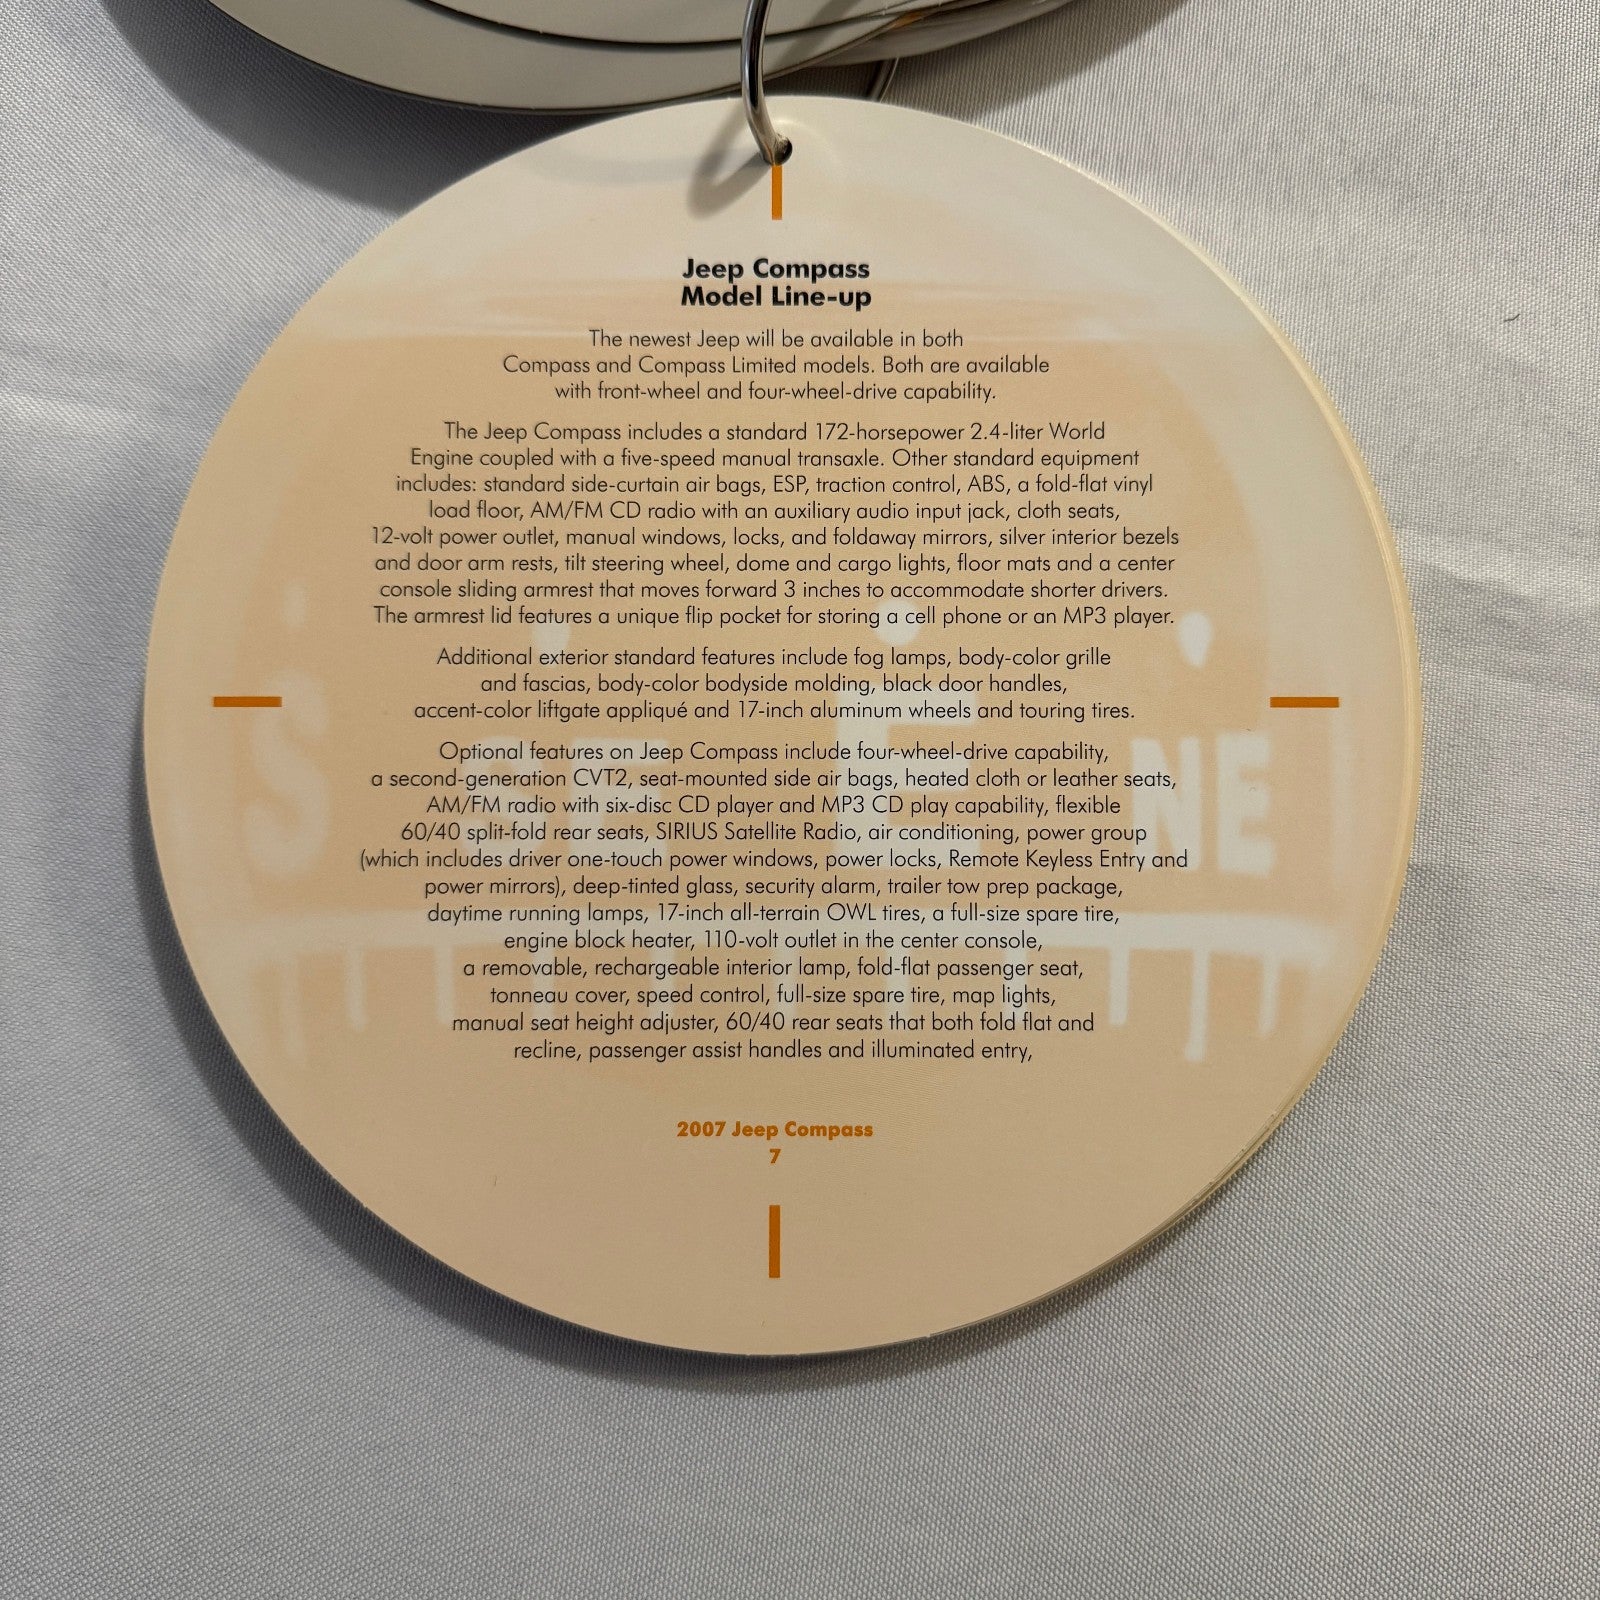 Jeep Compass
Model Line-up
The newest Jeep will be available in both
Compass and Compass Limited models. Both are available
with front-wheel and four-wheel-drive capability.
The Jeep Compass includes a standard 172-horsepower 2.4-liter World
Engine coupled with a five-speed manual transaxle. Other standard equipment
includes: standard side-curtain air bags, ESP, traction control, ABS, a fold-flat vinyl
load floor, AM/FM CD radio with an auxiliary audio input jack, cloth seats,
12-volt power outlet, manual windows, locks, and foldaway mirrors, silver interior bezels
and door arm rests, tilt steering wheel, dome and cargo lights, floor mats and a center
console sliding armrest that moves forward 3 inches to accommodate shorter drivers.
The armrest lid features a unique flip pocket for storing a cell phone or an MP3 player.
Additional exterior standard features include fog lamps, body-color grille
and fascias, body-color bodyside molding, black door handles,
accent-color liftgate appliqué and 17-inch aluminum wheels and touring tires.
Optional features on Jeep Compass include four-wheel-drive capability,
a second-generation CVT2, seat-mounted side air bags, heated cloth or leather seats,
AM/FM radio with six-disc CD player and MP3 CD play capability, flexible
60/40 split-fold rear seats, SIRIUS Satellite Radio, air conditioning, power group
(which includes driver one-touch power windows, power locks, Remote Keyless Entry and
power mirrors), deep-tinted glass, security alarm, trailer tow prep package,
daytime running lamps, 17-inch all-terrain OWL tires, a full-size spare tire,
engine block heater, 110-volt outlet in the center console,
a removable, rechargeable interior lamp, fold-flat passenger seat,
tonneau cover, speed control, full-size spare tire, map lights,
manual seat height adjuster, 60/40 rear seats that both fold flat and
recline, passenger assist handles and illuminated entry,
2007 Jeep Compass
7
S SE E NE